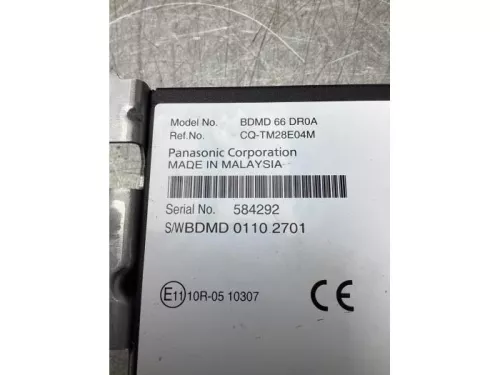 Model No. BDMD 66 DR0A
Ref.No. CQ-TM28E04M
Panasonic Corporation
MADE IN MALAYSIA
Serial No. 584292
S/WBDMD 0110 2701
E11 10R-05 10307 CE